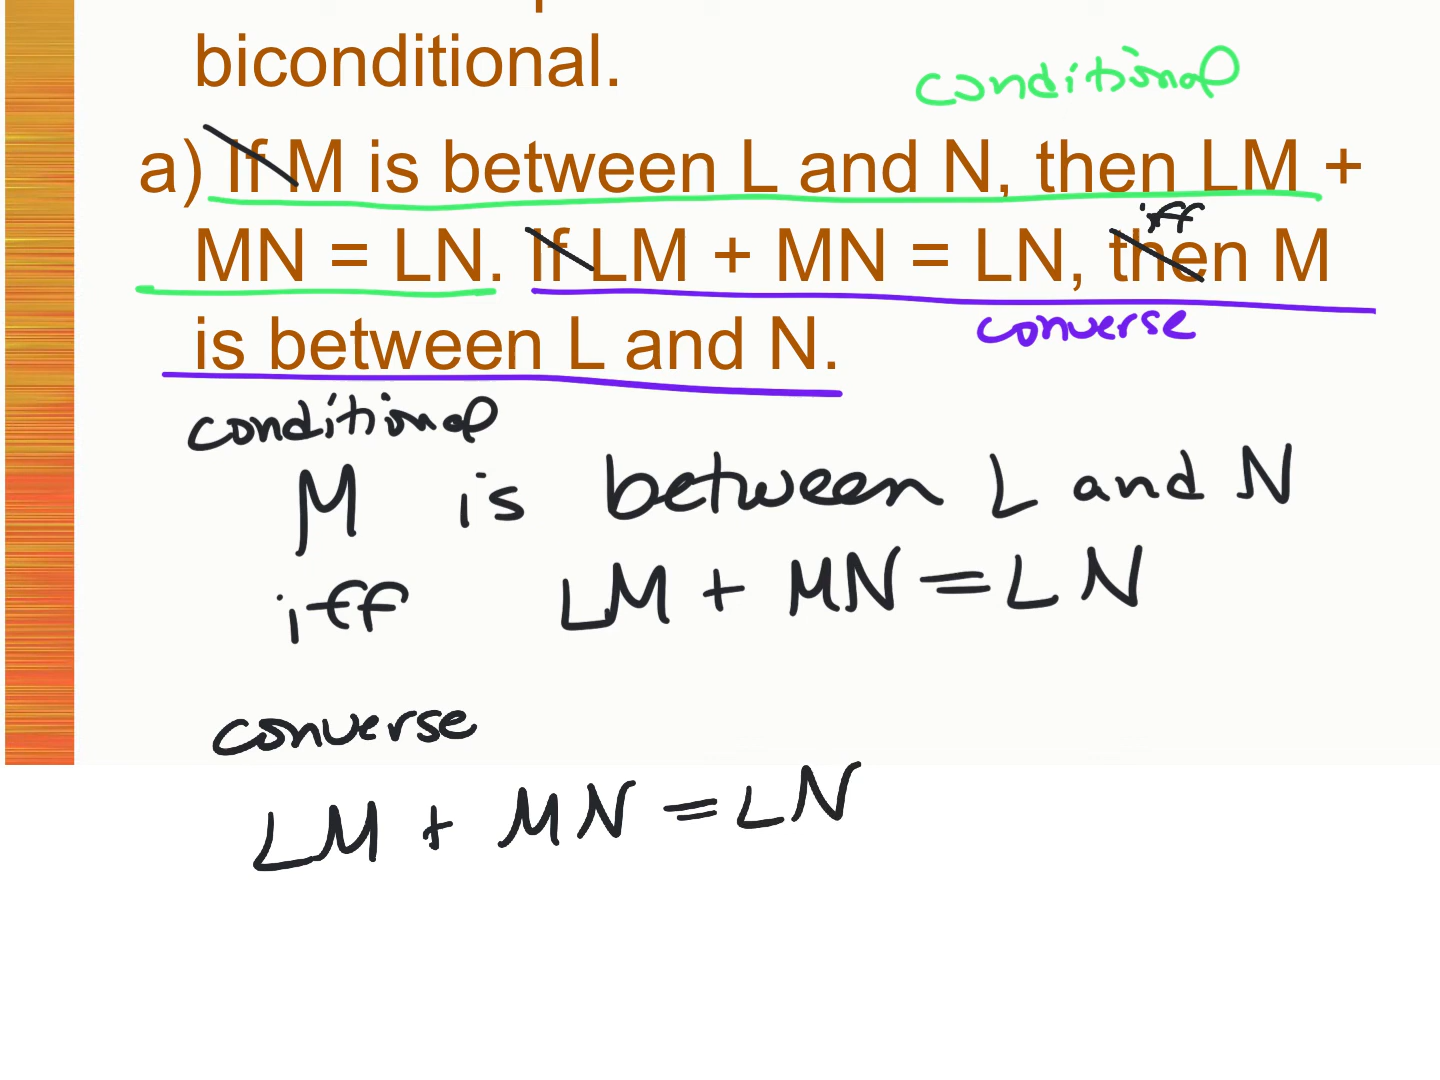 biconditional.
conditional
a) If M is between L and N, then LM +
iff
MN = LN. If LM + MN = LN, then M
converse
is between L and N.
conditional
M is between L and N
iff LM + MN = LN
converse
LM + MN = LN